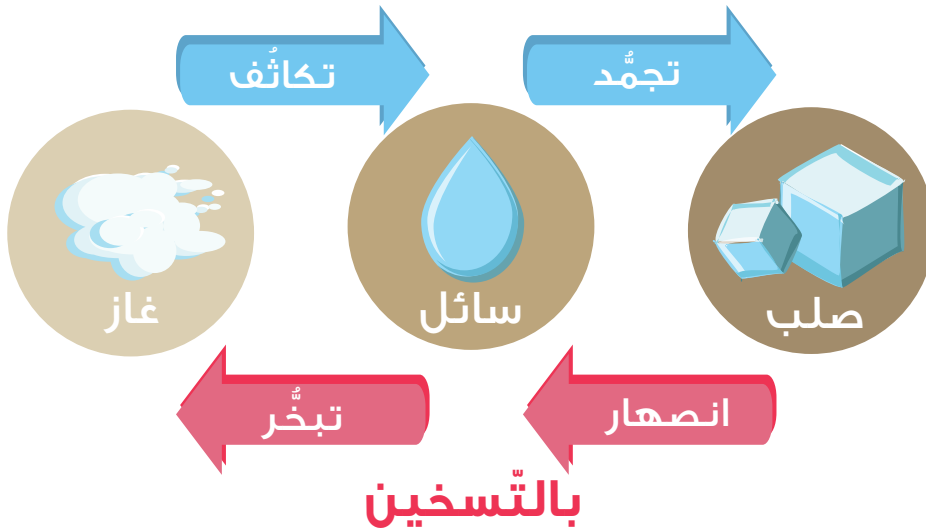 تجمُّد
تكاثُف
صلب
سائل
غاز
انصهار
تبخُّر
بالتّسخين